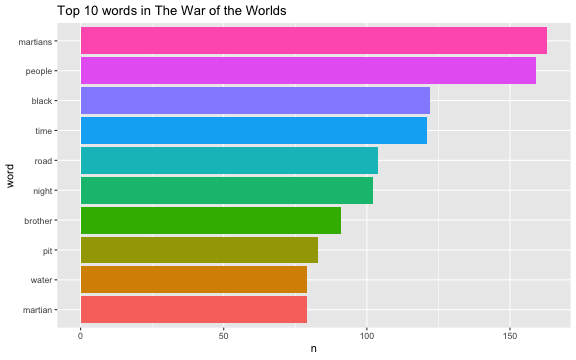 Top 10 words in The War of the Worlds
martians
people
black
time
road
night
brother
pit
water
martian
word
0 50 100 150
n